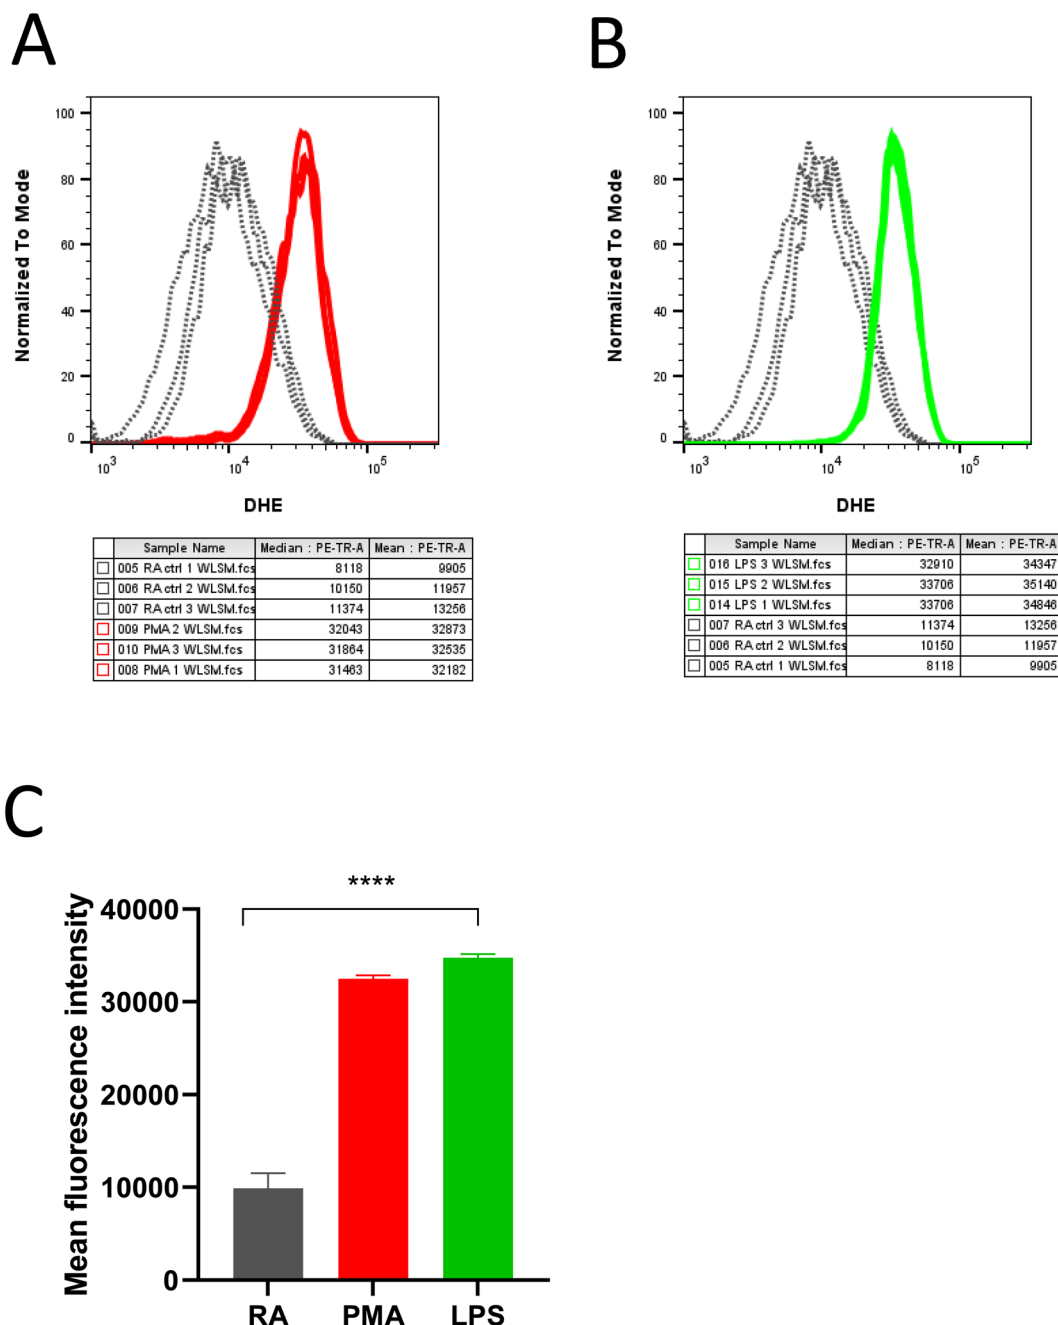 A
B
Normalized To Mode
100
80
60
40
20
0
10^3
10^4
10^5
DHE
Normalized To Mode
100
80
60
40
20
0
10^3
10^4
10^5
DHE
Sample Name Median : PE-TR-A Mean : PE-TR-A
005 RA ctrl 1 WLSM.fcs 8118 9905
006 RA ctrl 2 WLSM.fcs 10150 11957
007 RA ctrl 3 WLSM.fcs 11374 13256
009 PMA 2 WLSM.fcs 32043 32873
010 PMA 3 WLSM.fcs 31864 32535
008 PMA 1 WLSM.fcs 31463 32182
Sample Name Median : PE-TR-A Mean : PE-TR-A
016 LPS 3 WLSM.fcs 32910 34347
015 LPS 2 WLSM.fcs 33706 35140
014 LPS 1 WLSM.fcs 33706 34846
007 RA ctrl 3 WLSM.fcs 11374 13256
006 RA ctrl 2 WLSM.fcs 10150 11957
005 RA ctrl 1 WLSM.fcs 8118 9905
C
****
Mean fluorescence intensity
40000
30000
20000
10000
0
RA PMA LPS